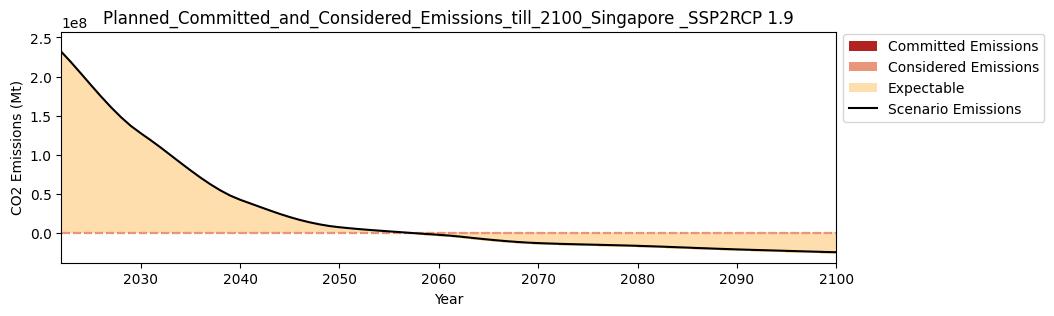 Planned_Committed_and_Considered_Emissions_till_2100_Singapore _SSP2RCP 1.9
1e8
2.5
2.0
1.5
1.0
0.5
0.0
CO2 Emissions (Mt)
2030 2040 2050 2060 2070 2080 2090 2100
Year
Committed Emissions
Considered Emissions
Expectable
Scenario Emissions